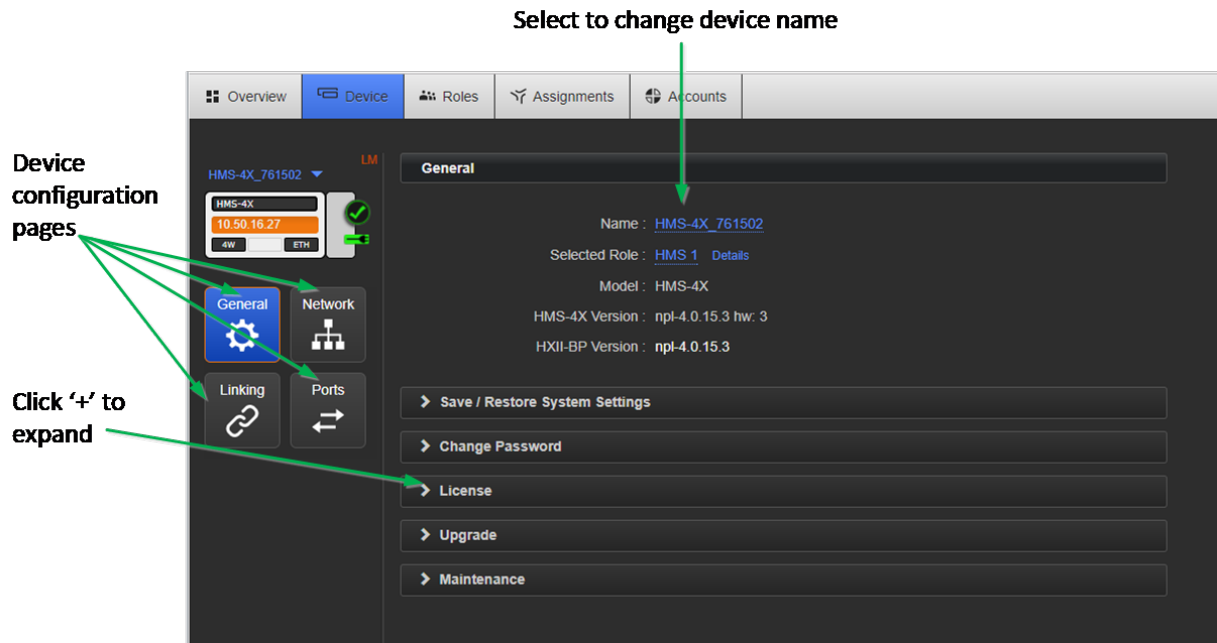 Select to change device name
Overview
Device
Roles
Assignments
Accounts
Device
configuration
pages
Click ‘+’ to
expand
LM
HMS-4X_761502
HMS-4X
10.50.16.27
4W
ETH
General
Network
Linking
Ports
General
Name : HMS-4X_761502
Selected Role : HMS 1 Details
Model : HMS-4X
HMS-4X Version : npl-4.0.15.3 hw: 3
HXII-BP Version : npl-4.0.15.3
Save / Restore System Settings
Change Password
License
Upgrade
Maintenance